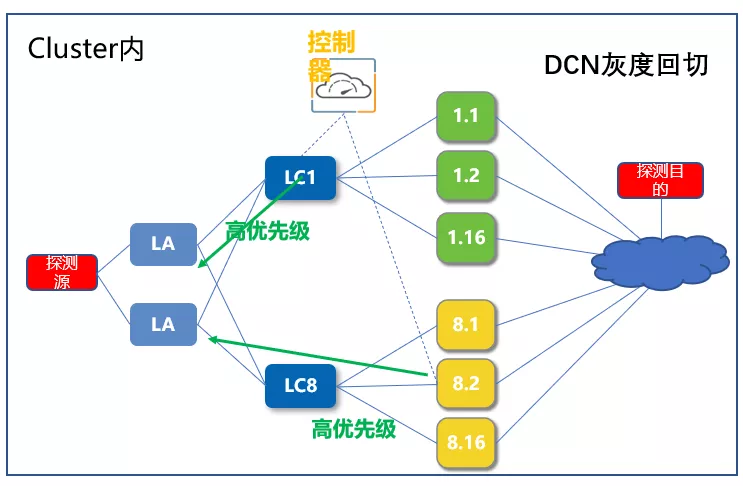 Cluster内
控制
器
DCN灰度回切
1.1
1.2
1.16
LC1
探测目
的
高优先级
LA
探测
源
LA
8.1
8.2
8.16
LC8
高优先级